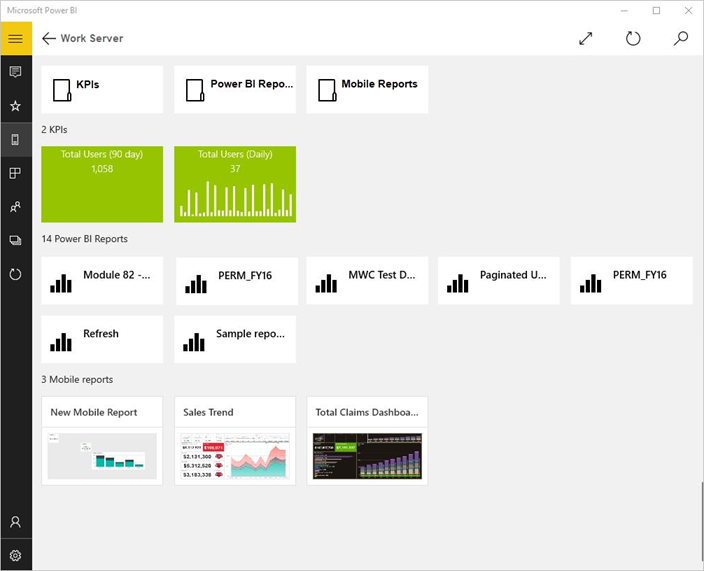 Microsoft Power BI
Work Server
KPIs
Power BI Repo...
Mobile Reports
2 KPIs
Total Users (90 day)
1,058
Total Users (Daily)
37
14 Power BI Reports
Module 82 -...
PERM_FY16
MWC Test D...
Paginated U...
PERM_FY16
Refresh
Sample repo...
3 Mobile reports
New Mobile Report
Sales Trend
Total Claims Dashboa...
$2,131,300
$6,312,628
$3,183,338